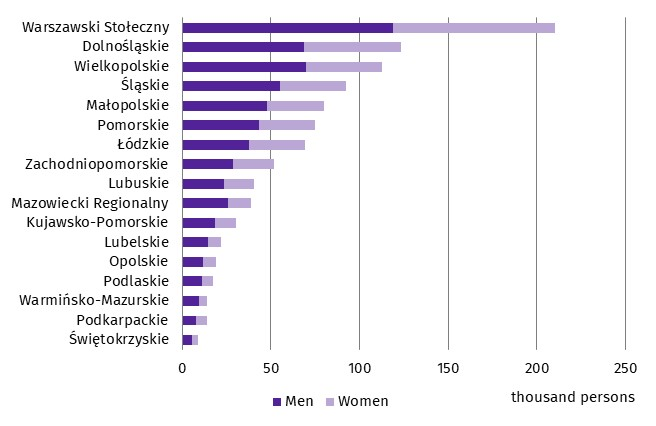 Warszawski Stołeczny
Dolnośląskie
Wielkopolskie
Śląskie
Małopolskie
Pomorskie
Łódzkie
Zachodniopomorskie
Lubuskie
Mazowiecki Regionalny
Kujawsko-Pomorskie
Lubelskie
Opolskie
Podlaskie
Warmińsko-Mazurskie
Podkarpackie
Świętokrzyskie
0 50 100 150 200 250
thousand persons
Men Women